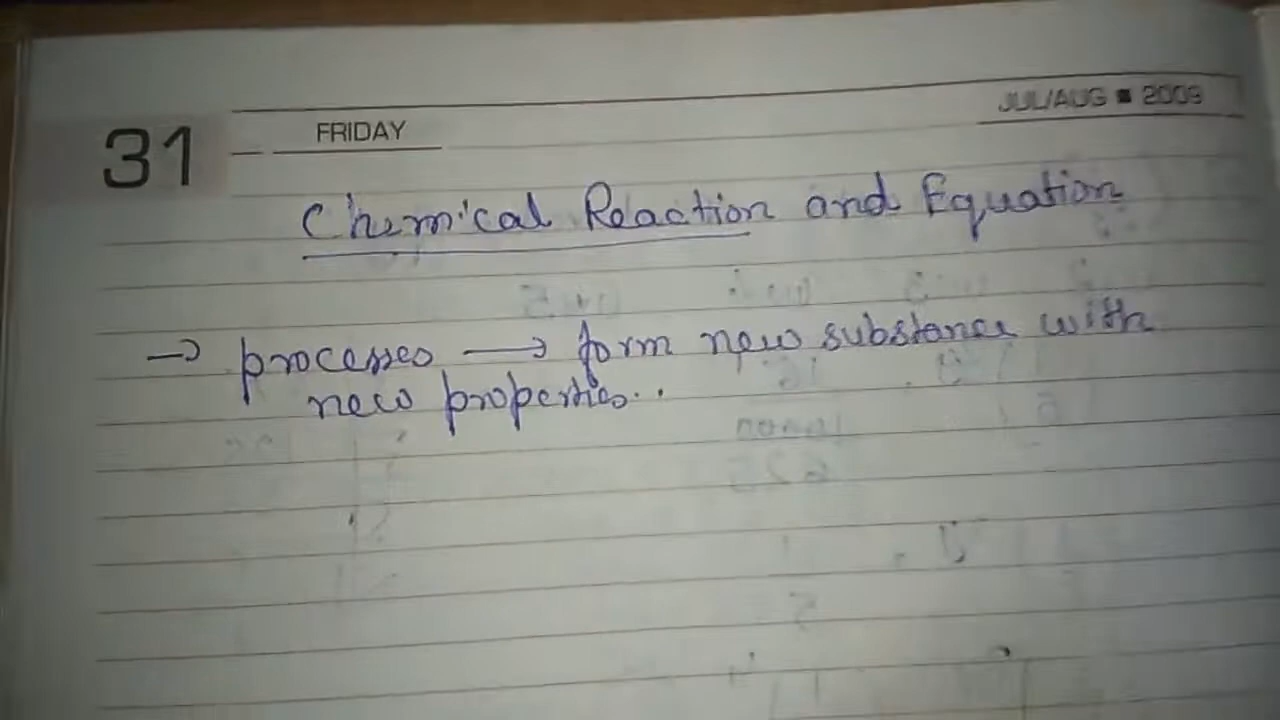 31 FRIDAY JUL/AUG ■ 2009
Chemical Reaction and Equation
→ processes → form new substance with
new properties..